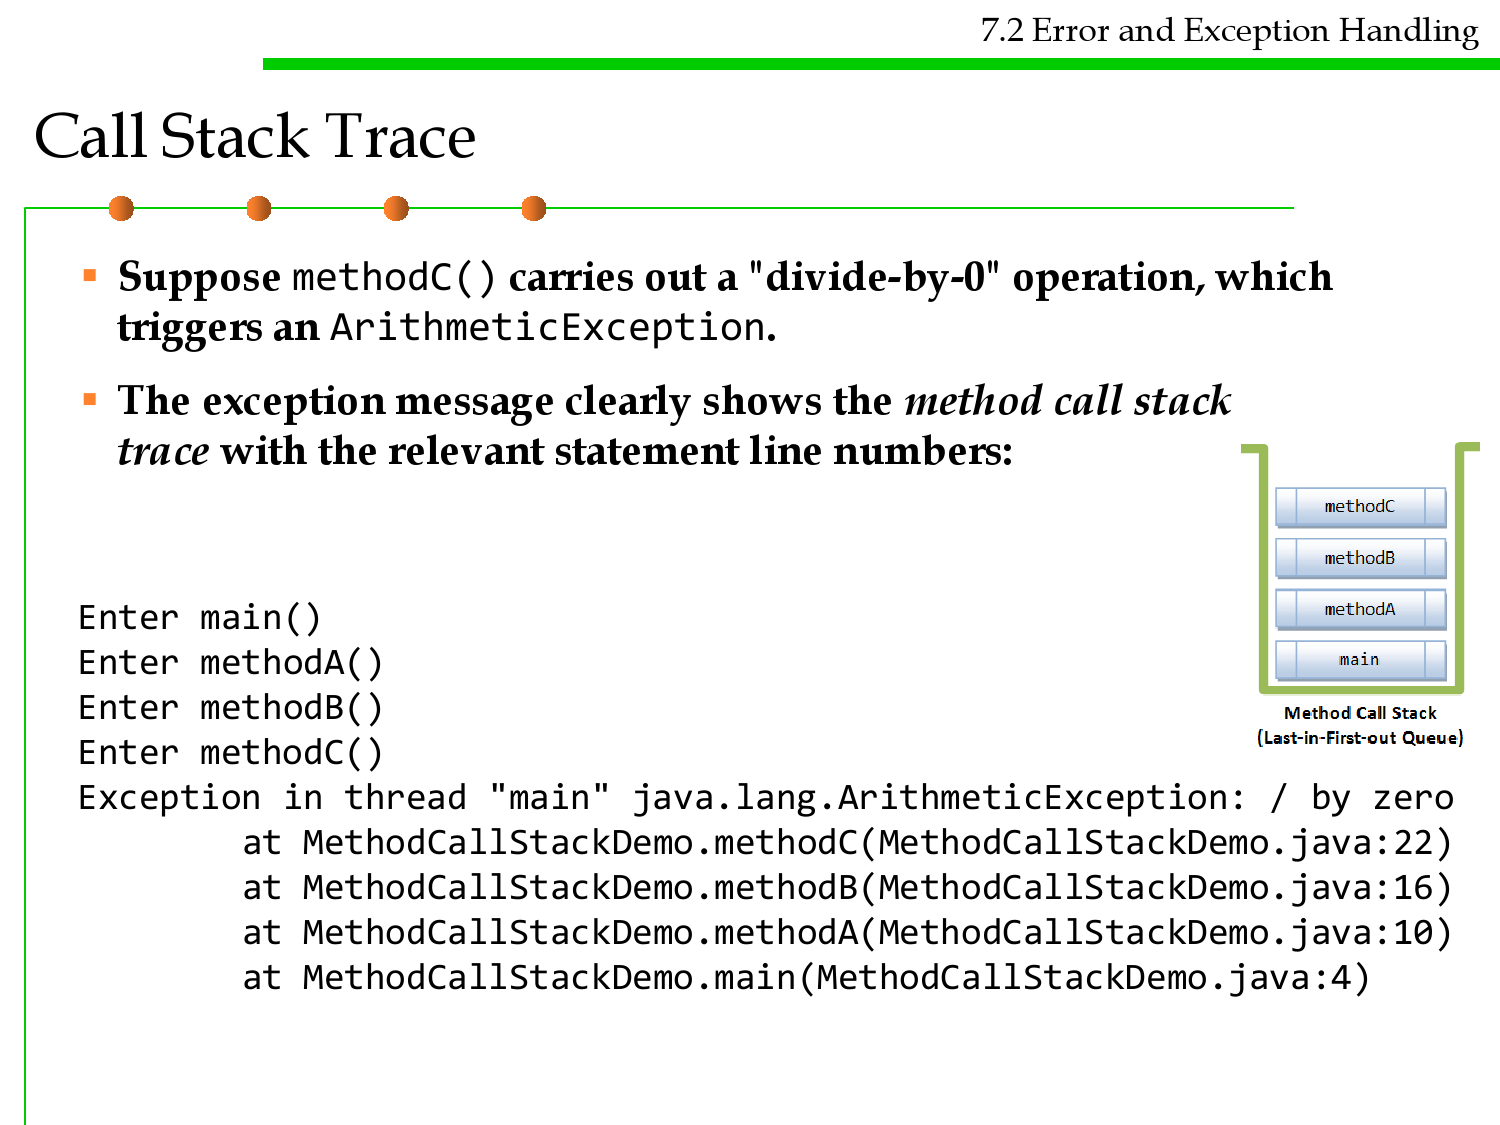 7.2 Error and Exception Handling
Call Stack Trace
Suppose methodC() carries out a "divide-by-0" operation, which
triggers an ArithmeticException.
The exception message clearly shows the method call stack
trace with the relevant statement line numbers:
methodC
methodB
methodA
main
Method Call Stack
(Last-in-First-out Queue)
Enter main()
Enter methodA()
Enter methodB()
Enter methodC()
Exception in thread "main" java.lang.ArithmeticException: / by zero
at MethodCallStackDemo.methodC(MethodCallStackDemo.java:22)
at MethodCallStackDemo.methodB(MethodCallStackDemo.java:16)
at MethodCallStackDemo.methodA(MethodCallStackDemo.java:10)
at MethodCallStackDemo.main(MethodCallStackDemo.java:4)